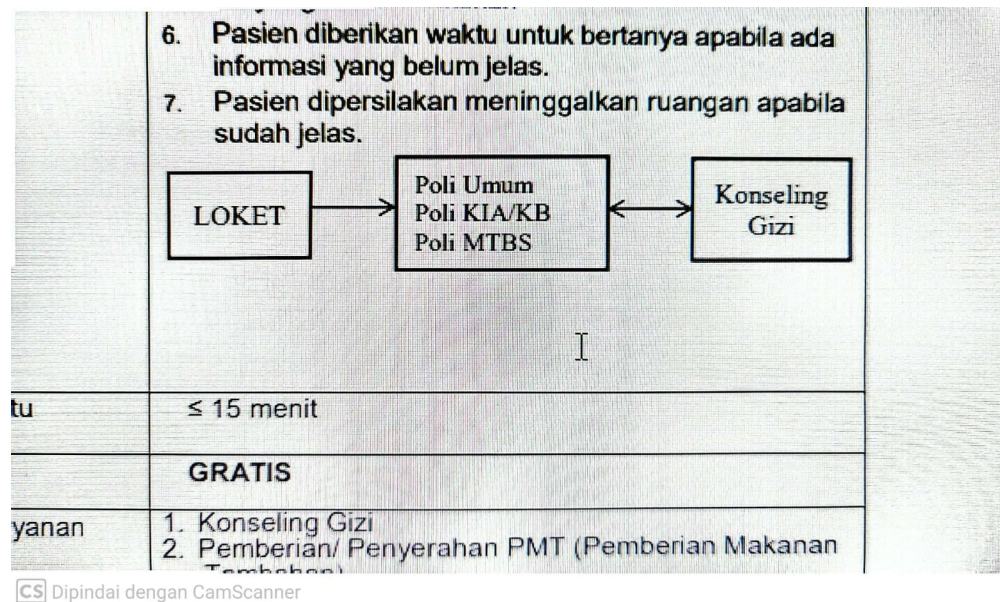 6. Pasien diberikan waktu untuk bertanya apabila ada
informasi yang belum jelas.
7. Pasien dipersilakan meninggalkan ruangan apabila
sudah jelas.
LOKET
Poli Umum
Poli KIA/KB
Poli MTBS
Konseling
Gizi
tu
≤ 15 menit
GRATIS
yanan
1. Konseling Gizi
2. Pemberian/ Penyerahan PMT (Pemberian Makanan
CS Dipindai dengan CamScanner